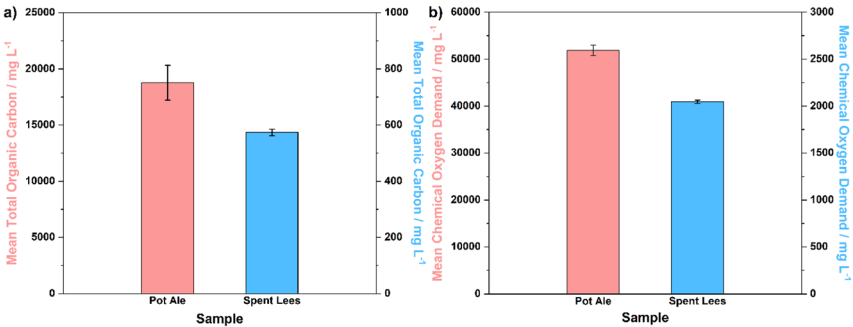 a)
Mean Total Organic Carbon / mg L⁻¹
25000
20000
15000
10000
5000
0
Pot Ale
Spent Lees
Sample
1000
800
600
400
200
0
Mean Total Organic Carbon / mg L⁻¹
b)
Mean Chemical Oxygen Demand / mg L⁻¹
60000
50000
40000
30000
20000
10000
0
Pot Ale
Spent Lees
Sample
3000
2500
2000
1500
1000
500
0
Mean Chemical Oxygen Demand / mg L⁻¹